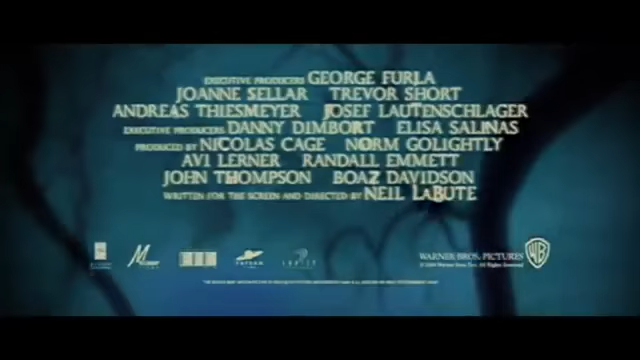 EXECUTIVE PRODUCERS GEORGE FURLA
JOANNE SELLAR TREVOR SHORT
ANDREAS THIESMEYER JOSEF LAUTENSCHLAGER
EXECUTIVE PRODUCERS DANNY DIMBORT ELISA SALINAS
PRODUCED BY NICOLAS CAGE NORM GOLIGHTLY
AVI LERNER RANDALL EMMETT
JOHN THOMPSON BOAZ DAVIDSON
WRITTEN FOR THE SCREEN AND DIRECTED BY NEIL LABUTE
WARNER BROS. PICTURES
WB